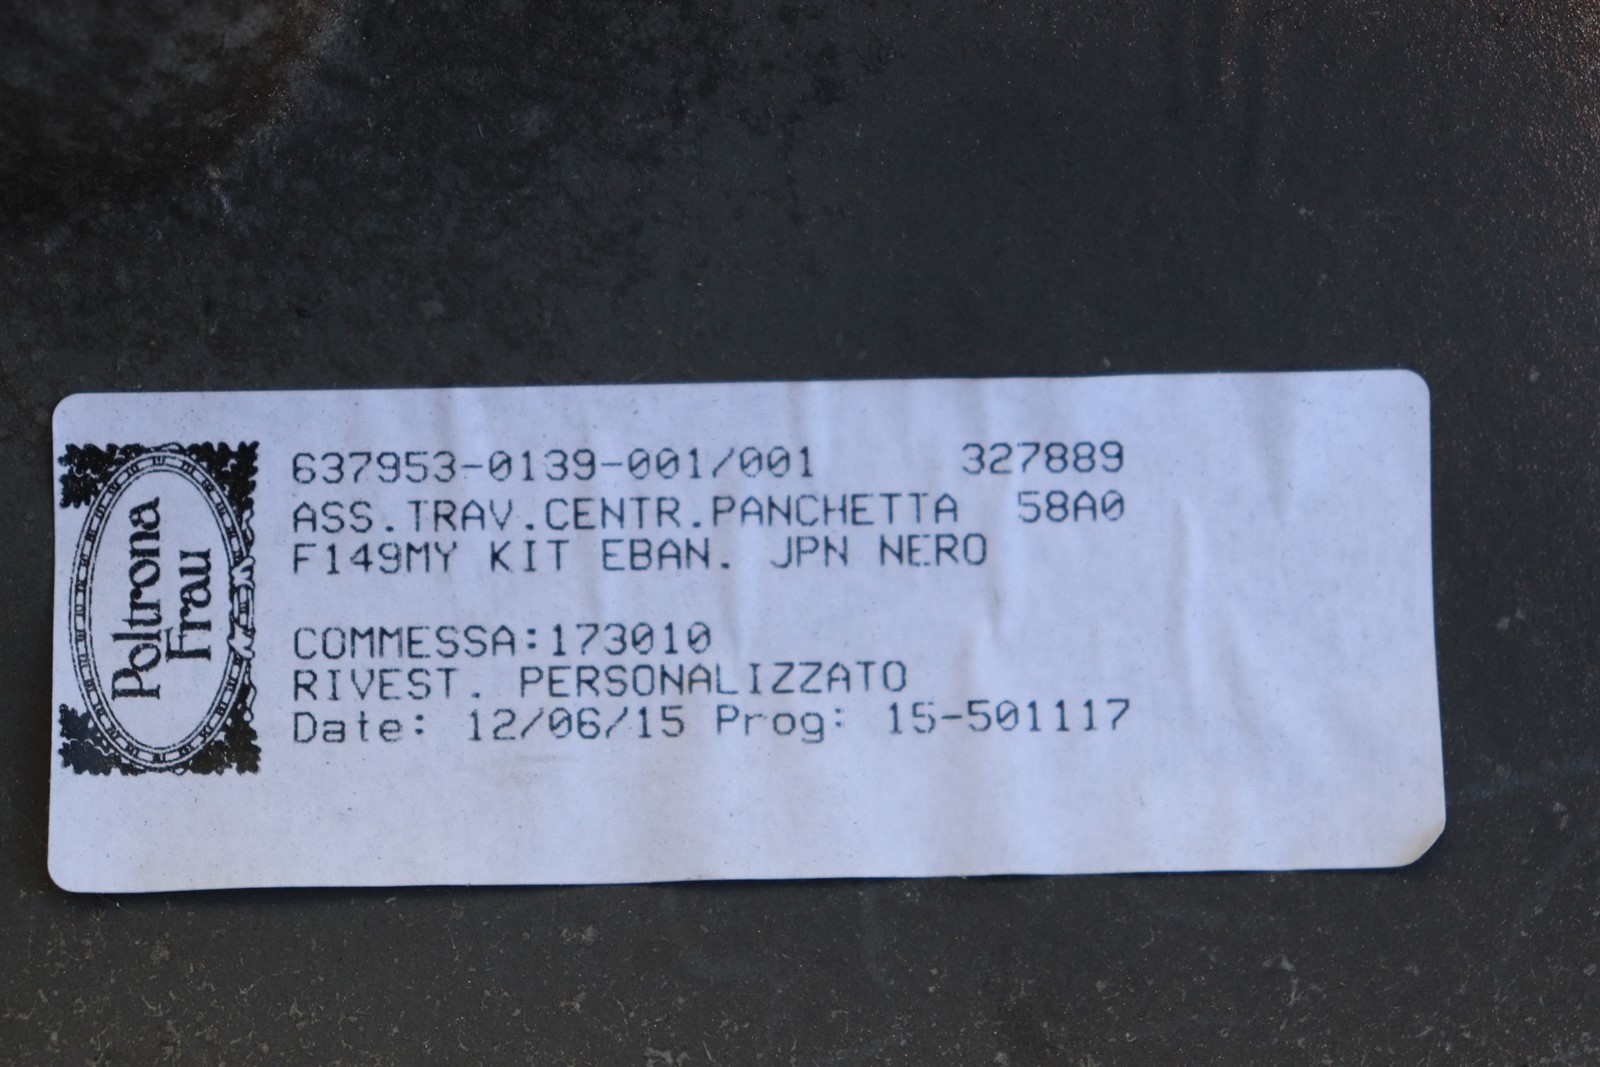 Poltrona
Frau
637953-0139-001/001 327889
ASS.TRAV.CENTR.PANCHETTA 58A0
F149MY KIT EBAN. JPN NERO
COMMESSA:173010
RIVEST. PERSONALIZZATO
Date: 12/06/15 Prog: 15-501117